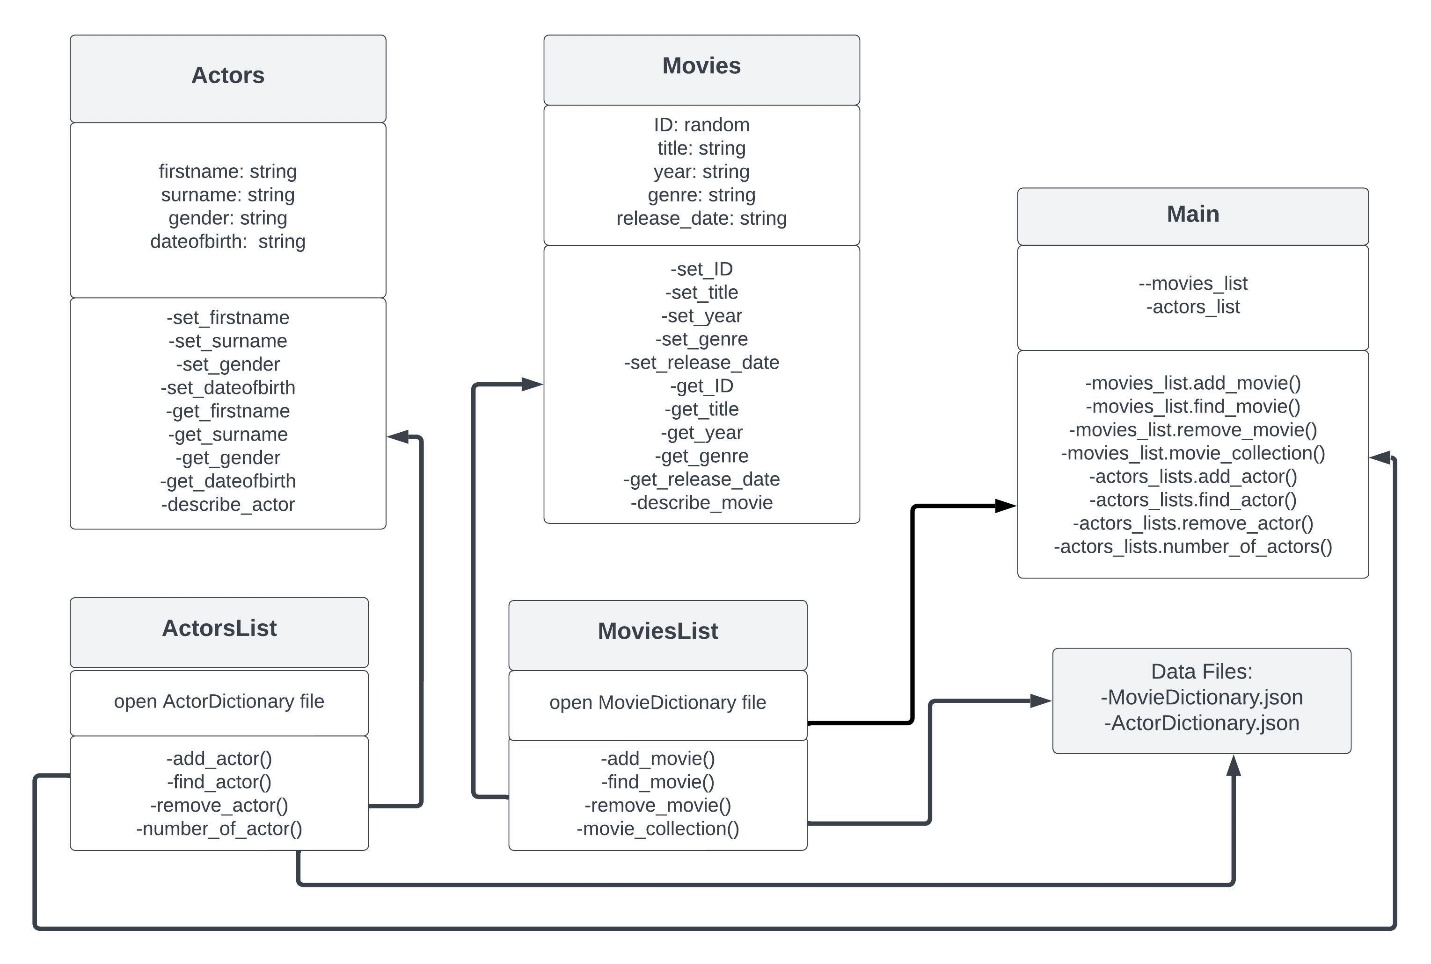 Actors
firstname: string
surname: string
gender: string
dateofbirth:  string
-set_firstname
-set_surname
-set_gender
-set_dateofbirth
-get_firstname
-get_surname
-get_gender
-get_dateofbirth
-describe_actor
Movies
ID: random
title: string
year: string
genre: string
release_date: string
-set_ID
-set_title
-set_year
-set_genre
-set_release_date
-get_ID
-get_title
-get_year
-get_genre
-get_release_date
-describe_movie
Main
--movies_list
-actors_list
-movies_list.add_movie()
-movies_list.find_movie()
-movies_list.remove_movie()
-movies_list.movie_collection()
-actors_lists.add_actor()
-actors_lists.find_actor()
-actors_lists.remove_actor()
-actors_lists.number_of_actors()
ActorsList
open ActorDictionary file
-add_actor()
-find_actor()
-remove_actor()
-number_of_actor()
MoviesList
open MovieDictionary file
-add_movie()
-find_movie()
-remove_movie()
-movie_collection()
Data Files:
-MovieDictionary.json
-ActorDictionary.json